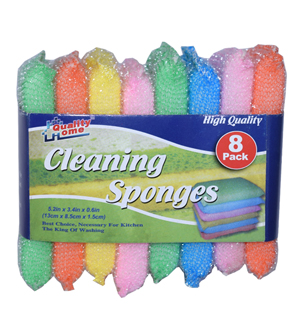 Quality
Home
High Quality
8
Pack
Cleaning
Sponges
5.2in x 3.4in x 0.6in
(13cm x 8.5cm x 1.5cm)
Best Choice, Necessary For Kitchen
The King Of Washing